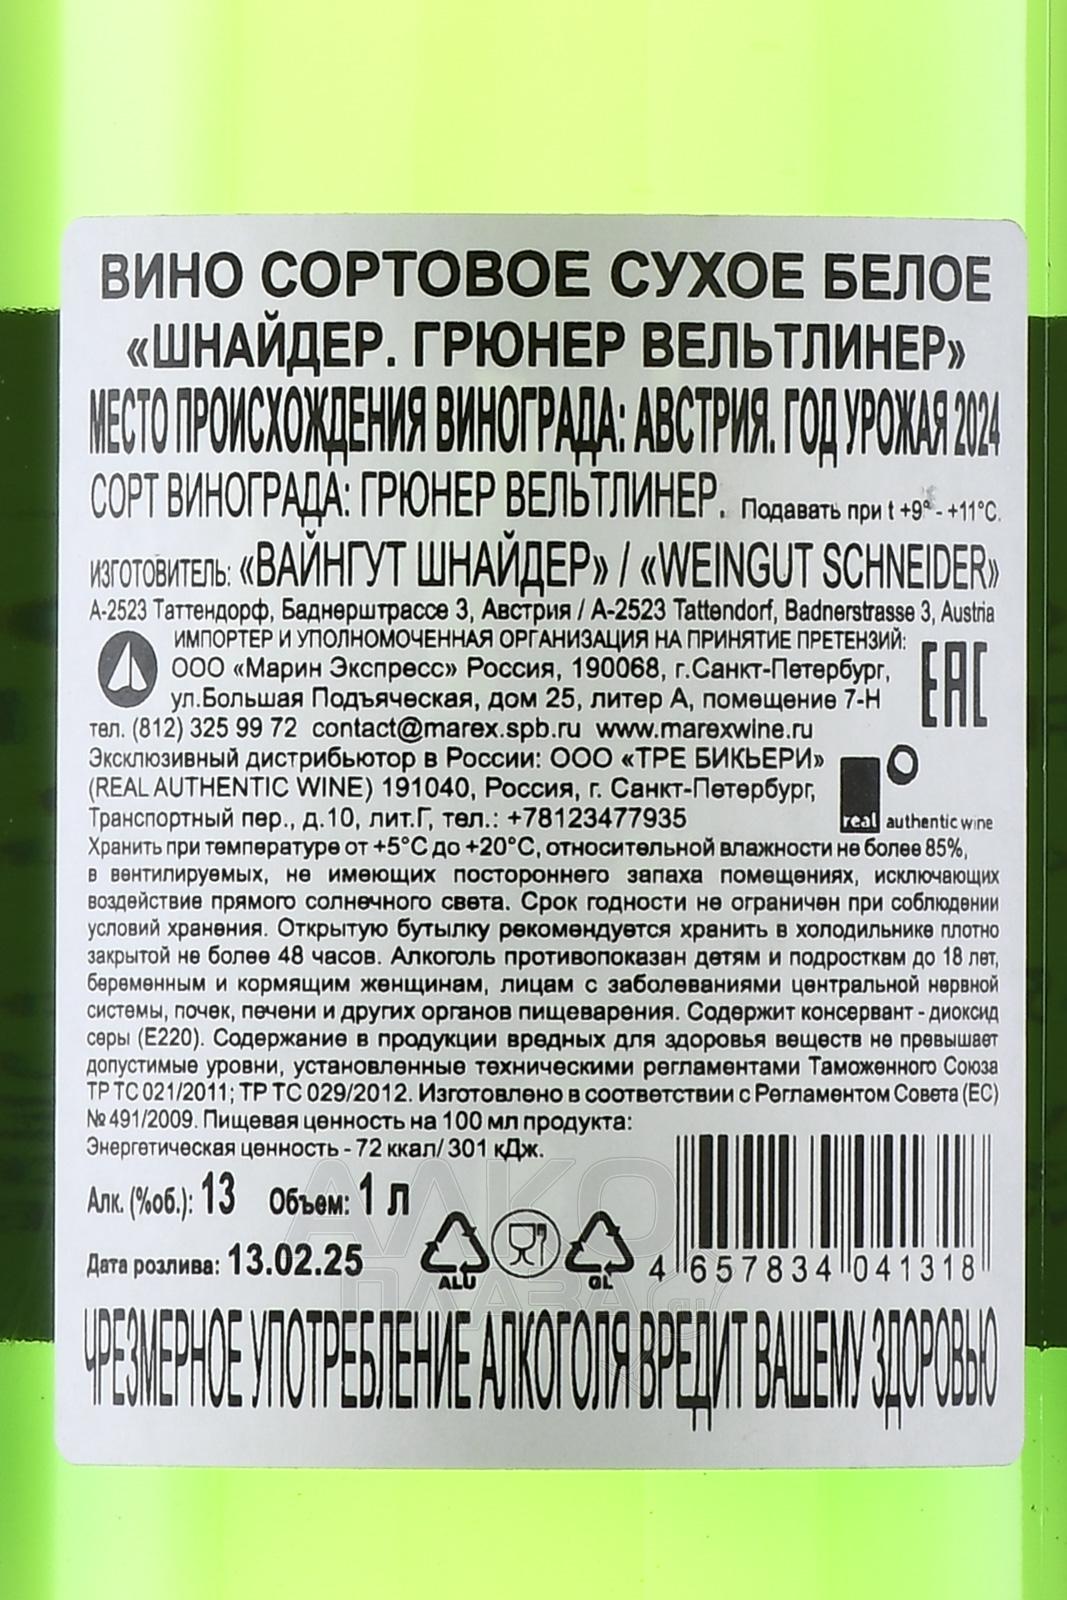 ВИНО СОРТОВОЕ СУХОЕ БЕЛОЕ
«ШНАЙДЕР. ГРЮНЕР ВЕЛЬТЛИНЕР»
МЕСТО ПРОИСХОЖДЕНИЯ ВИНОГРАДА: АВСТРИЯ. ГОД УРОЖАЯ 2024
СОРТ ВИНОГРАДА: ГРЮНЕР ВЕЛЬТЛИНЕР. Подавать при t +9° - +11°C.
ИЗГОТОВИТЕЛЬ: «ВАЙНГУТ ШНАЙДЕР» / «WEINGUT SCHNEIDER»
А-2523 Таттендорф, Баднерштрассе 3, Австрия / A-2523 Tattendorf, Badnerstrasse 3, Austria
ИМПОРТЕР И УПОЛНОМОЧЕННАЯ ОРГАНИЗАЦИЯ НА ПРИНЯТИЕ ПРЕТЕНЗИЙ:
ООО «Марин Экспресс» Россия, 190068, г.Санкт-Петербург,
ул.Большая Подъяческая, дом 25, литер А, помещение 7-Н
EAC
тел. (812) 325 99 72 contact@marex.spb.ru www.marexwine.ru
Эксклюзивный дистрибьютор в России: ООО «ТРЕ БИКЬЕРИ»
(REAL AUTHENTIC WINE) 191040, Россия, г. Санкт-Петербург,
Транспортный пер., д.10, лит.Г, тел.: +78123477935
real authentic wine
Хранить при температуре от +5°C до +20°C, относительной влажности не более 85%,
в вентилируемых, не имеющих постороннего запаха помещениях, исключающих
воздействие прямого солнечного света. Срок годности не ограничен при соблюдении
условий хранения. Открытую бутылку рекомендуется хранить в холодильнике плотно
закрытой не более 48 часов. Алкоголь противопоказан детям и подросткам до 18 лет,
беременным и кормящим женщинам, лицам с заболеваниями центральной нервной
системы, почек, печени и других органов пищеварения. Содержит консервант - диоксид
серы (Е220). Содержание в продукции вредных для здоровья веществ не превышает
допустимые уровни, установленные техническими регламентами Таможенного Союза
ТР ТС 021/2011; ТР ТС 029/2012. Изготовлено в соответствии с Регламентом Совета (ЕС)
№ 491/2009. Пищевая ценность на 100 мл продукта:
Энергетическая ценность - 72 ккал/ 301 кДж.
Алк. (%об.): 13 Объем: 1 л
Дата розлива: 13.02.25
ALU
GL
4 657834 041318
АЛКО
ПЛАЗА.ru
ЧРЕЗМЕРНОЕ УПОТРЕБЛЕНИЕ АЛКОГОЛЯ ВРЕДИТ ВАШЕМУ ЗДОРОВЬЮ